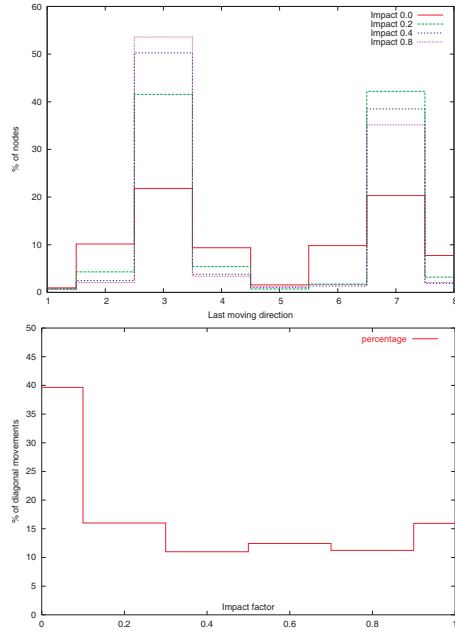 60
50
40
30
20
10
0
% of nodes
Impact 0.0
Impact 0.2
Impact 0.4
Impact 0.8
1 2 3 4 5 6 7 8
Last moving direction
50
45
40
35
30
25
20
15
10
5
0
% of diagonal movements
percentage
Impact factor
0 0.2 0.4 0.6 0.8 1